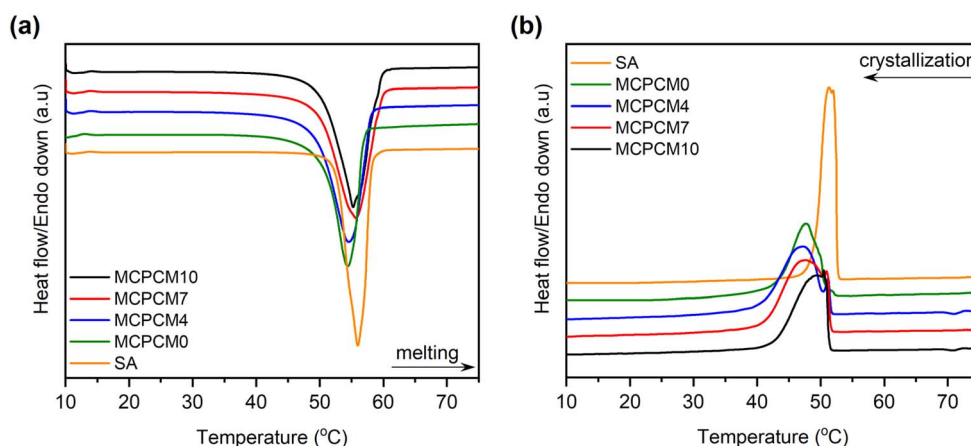 (a)
Heat flow/Endo down (a.u)
MCPCM10
MCPCM7
MCPCM4
MCPCM0
SA
melting
10 20 30 40 50 60 70
Temperature (°C)
(b)
Heat flow/Endo down (a.u)
SA
MCPCM0
MCPCM4
MCPCM7
MCPCM10
crystallization
10 20 30 40 50 60 70
Temperature (°C)